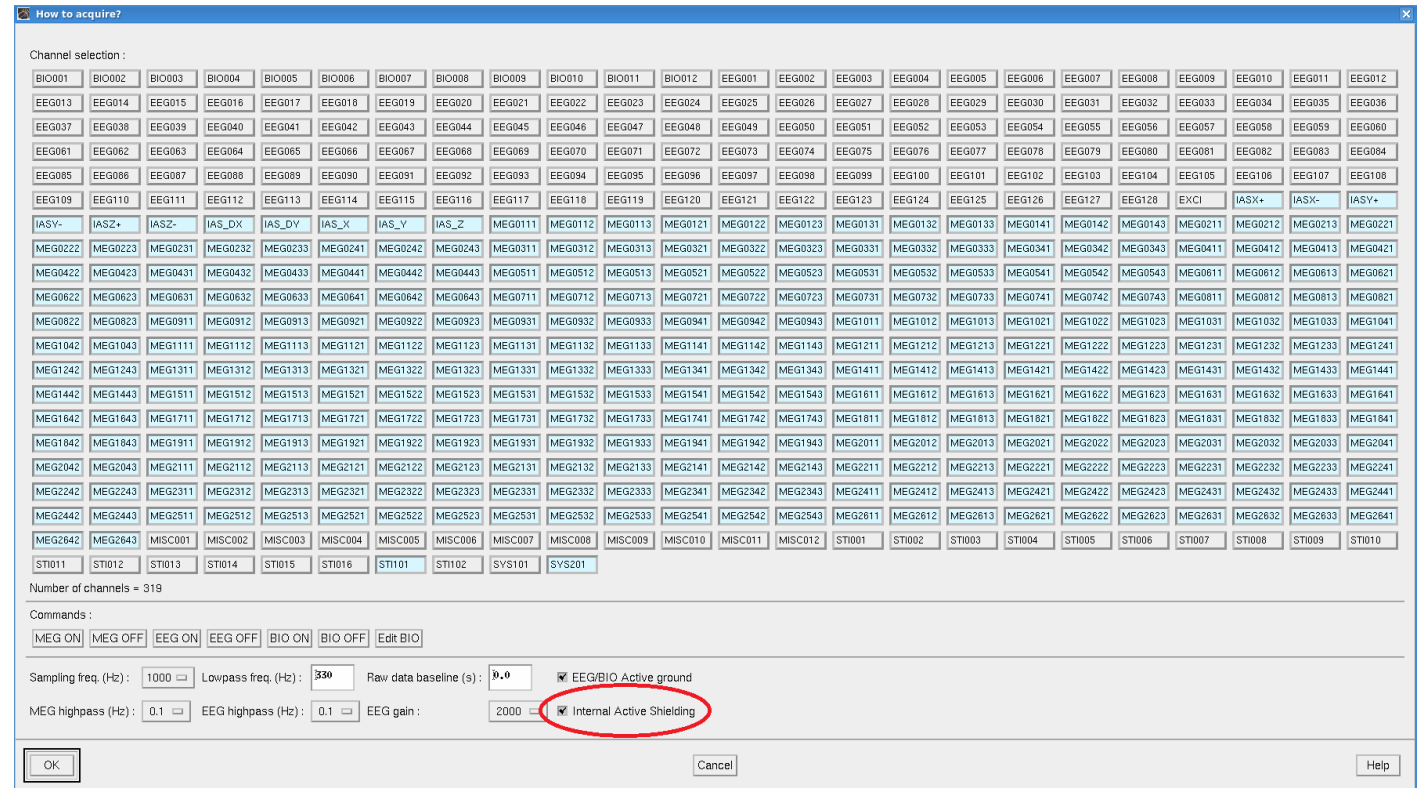 How to acquire?
Channel selection :
BIO001 BIO002 BIO003 BIO004 BIO005 BIO006 BIO007 BIO008 BIO009 BIO010 BIO011 BIO012 EEG001 EEG002 EEG003 EEG004 EEG005 EEG006 EEG007 EEG008 EEG009 EEG010 EEG011 EEG012
EEG013 EEG014 EEG015 EEG016 EEG017 EEG018 EEG019 EEG020 EEG021 EEG022 EEG023 EEG024 EEG025 EEG026 EEG027 EEG028 EEG029 EEG030 EEG031 EEG032 EEG033 EEG034 EEG035 EEG036
EEG037 EEG038 EEG039 EEG040 EEG041 EEG042 EEG043 EEG044 EEG045 EEG046 EEG047 EEG048 EEG049 EEG050 EEG051 EEG052 EEG053 EEG054 EEG055 EEG056 EEG057 EEG058 EEG059 EEG060
EEG061 EEG062 EEG063 EEG064 EEG065 EEG066 EEG067 EEG068 EEG069 EEG070 EEG071 EEG072 EEG073 EEG074 EEG075 EEG076 EEG077 EEG078 EEG079 EEG080 EEG081 EEG082 EEG083 EEG084
EEG085 EEG086 EEG087 EEG088 EEG089 EEG090 EEG091 EEG092 EEG093 EEG094 EEG095 EEG096 EEG097 EEG098 EEG099 EEG100 EEG101 EEG102 EEG103 EEG104 EEG105 EEG106 EEG107 EEG108
EEG109 EEG110 EEG111 EEG112 EEG113 EEG114 EEG115 EEG116 EEG117 EEG118 EEG119 EEG120 EEG121 EEG122 EEG123 EEG124 EEG125 EEG126 EEG127 EEG128 EXCI IASX+ IASX- IASY+
IASY- IASZ+ IASZ- IAS_DX IAS_DY IAS_X IAS_Y IAS_Z MEG0111 MEG0112 MEG0113 MEG0121 MEG0122 MEG0123 MEG0131 MEG0132 MEG0133 MEG0141 MEG0142 MEG0143 MEG0211 MEG0212 MEG0213 MEG0221
MEG0222 MEG0223 MEG0231 MEG0232 MEG0233 MEG0241 MEG0242 MEG0243 MEG0311 MEG0312 MEG0313 MEG0321 MEG0322 MEG0323 MEG0331 MEG0332 MEG0333 MEG0341 MEG0342 MEG0343 MEG0411 MEG0412 MEG0413 MEG0421
MEG0422 MEG0423 MEG0431 MEG0432 MEG0433 MEG0441 MEG0442 MEG0443 MEG0511 MEG0512 MEG0513 MEG0521 MEG0522 MEG0523 MEG0531 MEG0532 MEG0533 MEG0541 MEG0542 MEG0543 MEG0611 MEG0612 MEG0613 MEG0621
MEG0622 MEG0623 MEG0631 MEG0632 MEG0633 MEG0641 MEG0642 MEG0643 MEG0711 MEG0712 MEG0713 MEG0721 MEG0722 MEG0723 MEG0731 MEG0732 MEG0733 MEG0741 MEG0742 MEG0743 MEG0811 MEG0812 MEG0813 MEG0821
MEG0822 MEG0823 MEG0911 MEG0912 MEG0913 MEG0921 MEG0922 MEG0923 MEG0931 MEG0932 MEG0933 MEG0941 MEG0942 MEG0943 MEG1011 MEG1012 MEG1013 MEG1021 MEG1022 MEG1023 MEG1031 MEG1032 MEG1033 MEG1041
MEG1042 MEG1043 MEG1111 MEG1112 MEG1113 MEG1121 MEG1122 MEG1123 MEG1131 MEG1132 MEG1133 MEG1141 MEG1142 MEG1143 MEG1211 MEG1212 MEG1213 MEG1221 MEG1222 MEG1223 MEG1231 MEG1232 MEG1233 MEG1241
MEG1242 MEG1243 MEG1311 MEG1312 MEG1313 MEG1321 MEG1322 MEG1323 MEG1331 MEG1332 MEG1333 MEG1341 MEG1342 MEG1343 MEG1411 MEG1412 MEG1413 MEG1421 MEG1422 MEG1423 MEG1431 MEG1432 MEG1433 MEG1441
MEG1442 MEG1443 MEG1511 MEG1512 MEG1513 MEG1521 MEG1522 MEG1523 MEG1531 MEG1532 MEG1533 MEG1541 MEG1542 MEG1543 MEG1611 MEG1612 MEG1613 MEG1621 MEG1622 MEG1623 MEG1631 MEG1632 MEG1633 MEG1641
MEG1642 MEG1643 MEG1711 MEG1712 MEG1713 MEG1721 MEG1722 MEG1723 MEG1731 MEG1732 MEG1733 MEG1741 MEG1742 MEG1743 MEG1811 MEG1812 MEG1813 MEG1821 MEG1822 MEG1823 MEG1831 MEG1832 MEG1833 MEG1841
MEG1842 MEG1843 MEG1911 MEG1912 MEG1913 MEG1921 MEG1922 MEG1923 MEG1931 MEG1932 MEG1933 MEG1941 MEG1942 MEG1943 MEG2011 MEG2012 MEG2013 MEG2021 MEG2022 MEG2023 MEG2031 MEG2032 MEG2033 MEG2041
MEG2042 MEG2043 MEG2111 MEG2112 MEG2113 MEG2121 MEG2122 MEG2123 MEG2131 MEG2132 MEG2133 MEG2141 MEG2142 MEG2143 MEG2211 MEG2212 MEG2213 MEG2221 MEG2222 MEG2223 MEG2231 MEG2232 MEG2233 MEG2241
MEG2242 MEG2243 MEG2311 MEG2312 MEG2313 MEG2321 MEG2322 MEG2323 MEG2331 MEG2332 MEG2333 MEG2341 MEG2342 MEG2343 MEG2411 MEG2412 MEG2413 MEG2421 MEG2422 MEG2423 MEG2431 MEG2432 MEG2433 MEG2441
MEG2442 MEG2443 MEG2511 MEG2512 MEG2513 MEG2521 MEG2522 MEG2523 MEG2531 MEG2532 MEG2533 MEG2541 MEG2542 MEG2543 MEG2611 MEG2612 MEG2613 MEG2621 MEG2622 MEG2623 MEG2631 MEG2632 MEG2633 MEG2641
MEG2642 MEG2643 MISC001 MISC002 MISC003 MISC004 MISC005 MISC006 MISC007 MISC008 MISC009 MISC010 MISC011 MISC012 STI001 STI002 STI003 STI004 STI005 STI006 STI007 STI008 STI009 STI010
STI011 STI012 STI013 STI014 STI015 STI016 STI101 STI102 SYS101 SYS201
Number of channels = 319
Commands :
MEG ON MEG OFF EEG ON EEG OFF BIO ON BIO OFF Edit BIO
Sampling freq. (Hz) : 1000 Lowpass freq. (Hz) : 330 Raw data baseline (s) : 0.0 EEG/BIO Active ground
MEG highpass (Hz) : 0.1 EEG highpass (Hz) : 0.1 EEG gain : 2000 Internal Active Shielding
OK Cancel Help